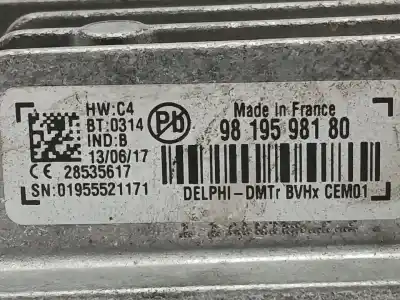 HW:C4
BT:0314
IND:B
13/06/17
CE 28535617
SN:01955521171
Pb
Made in France
98 195 981 80
DELPHI-DMTr BVHx CEM01